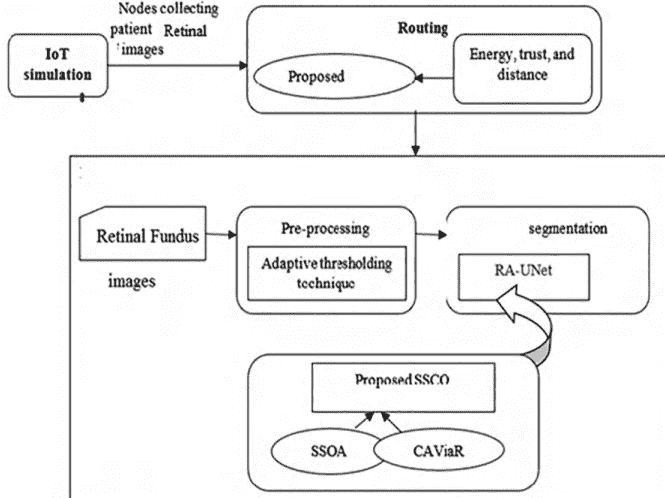 Nodes collecting
patient Retinal
images
IoT
simulation
Routing
Proposed
Energy, trust, and
distance
Retinal Fundus
images
Pre-processing
Adaptive thresholding
technique
segmentation
RA-UNet
Proposed SSCO
SSOA
CAViaR